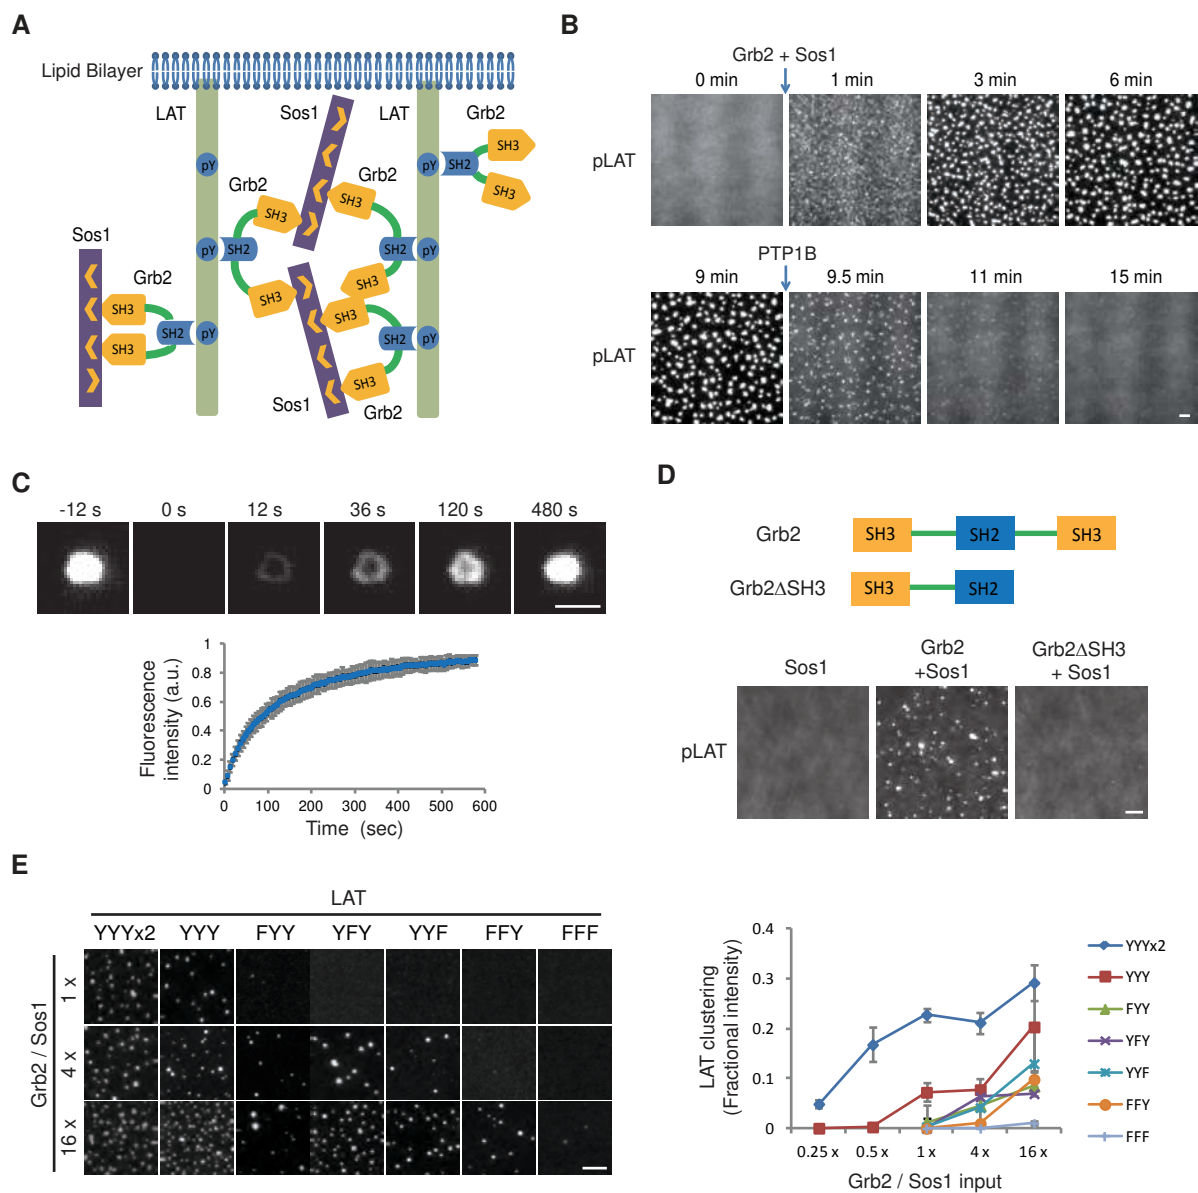 A
Lipid Bilayer
LAT
Sos1
LAT
Grb2
pY
pY
SH2
SH3
SH3
Grb2
Grb2
SH3
SH3
Sos1
pY
SH2
SH2
pY
Grb2
SH3
SH3
SH3
SH3
SH3
SH2
pY
SH2
pY
SH3
Sos1
Grb2
B
Grb2 + Sos1
0 min
1 min
3 min
6 min
pLAT
PTP1B
9 min
9.5 min
11 min
15 min
pLAT
C
-12 s
0 s
12 s
36 s
120 s
480 s
Fluorescence
intensity (a.u.)
1
0.8
0.6
0.4
0.2
0
0
100
200
300
400
500
600
Time (sec)
D
Grb2
SH3
SH2
SH3
Grb2ΔSH3
SH3
SH2
Sos1
Grb2
+Sos1
Grb2ΔSH3
+ Sos1
pLAT
E
LAT
YYYx2
YYY
FYY
YFY
YYF
FFY
FFF
Grb2 / Sos1
1 x
4 x
16 x
LAT clustering
(Fractional intensity)
0.4
0.3
0.2
0.1
0
0.25 x
0.5 x
1 x
4 x
16 x
Grb2 / Sos1 input
YYYx2
YYY
FYY
YFY
YYF
FFY
FFF